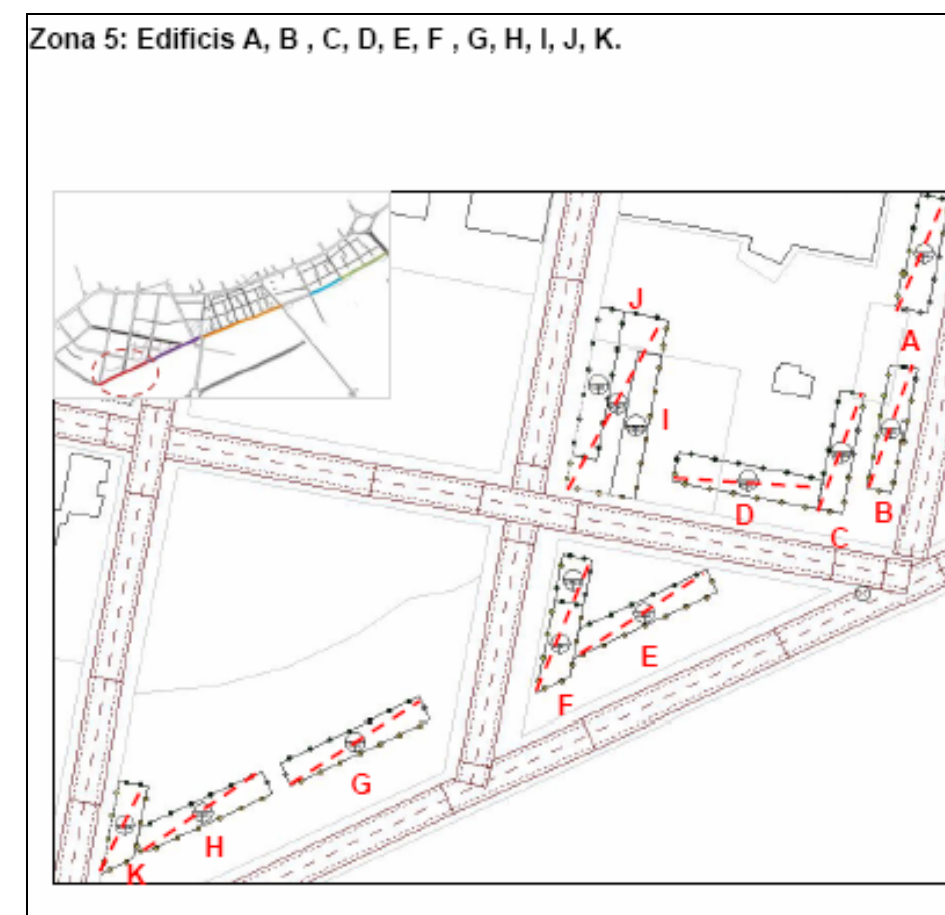 Zona 5: Edificis A, B , C, D, E, F , G, H, I, J, K.
J
A
I
D
C
B
E
F
G
H
K